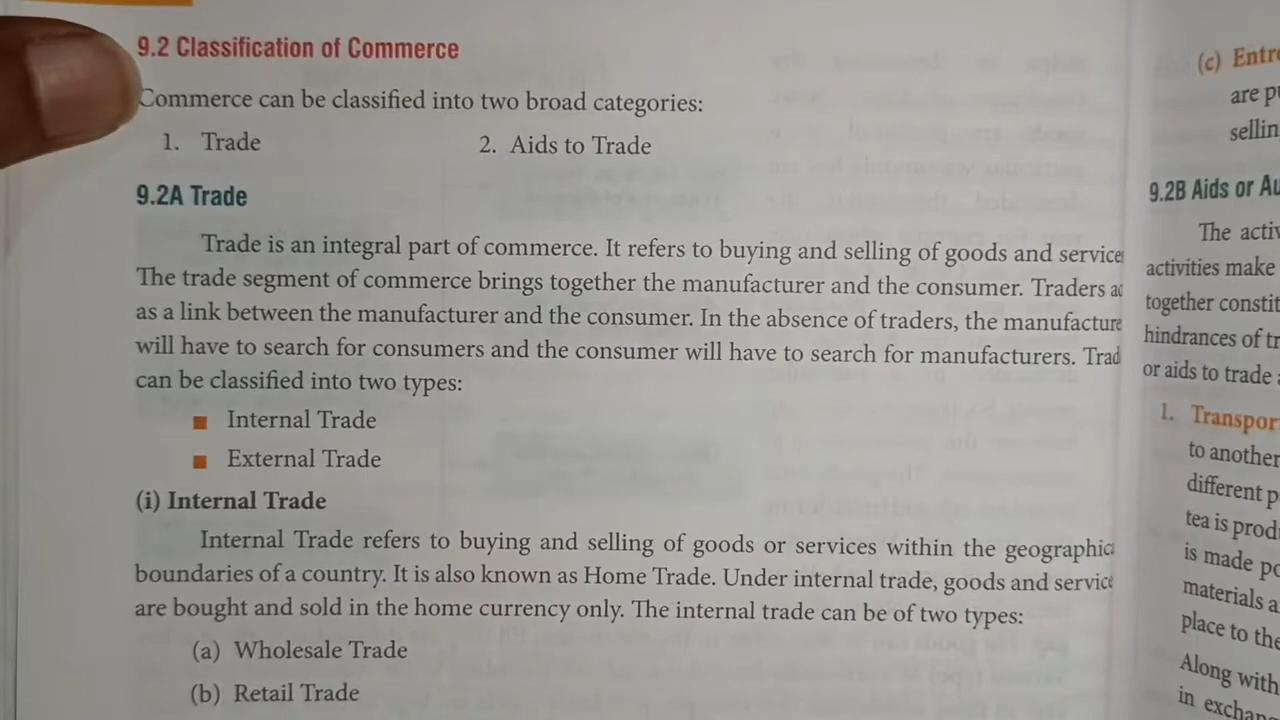 9.2 Classification of Commerce
Commerce can be classified into two broad categories:
1. Trade 2. Aids to Trade
9.2A Trade
Trade is an integral part of commerce. It refers to buying and selling of goods and service
The trade segment of commerce brings together the manufacturer and the consumer. Traders
as a link between the manufacturer and the consumer. In the absence of traders, the manufacture
will have to search for consumers and the consumer will have to search for manufacturers. Trad
can be classified into two types:
Internal Trade
External Trade
(i) Internal Trade
Internal Trade refers to buying and selling of goods or services within the geographic
boundaries of a country. It is also known as Home Trade. Under internal trade, goods and service
are bought and sold in the home currency only. The internal trade can be of two types:
(a) Wholesale Trade
(b) Retail Trade
(c) Entre
are p
sellin
9.2B Aids or Au
The activ
activities make
together constit
hindrances of tr
or aids to trade
1. Transpor
to another
different p
tea is prod
is made po
materials a
place to the
Along with
in exchan